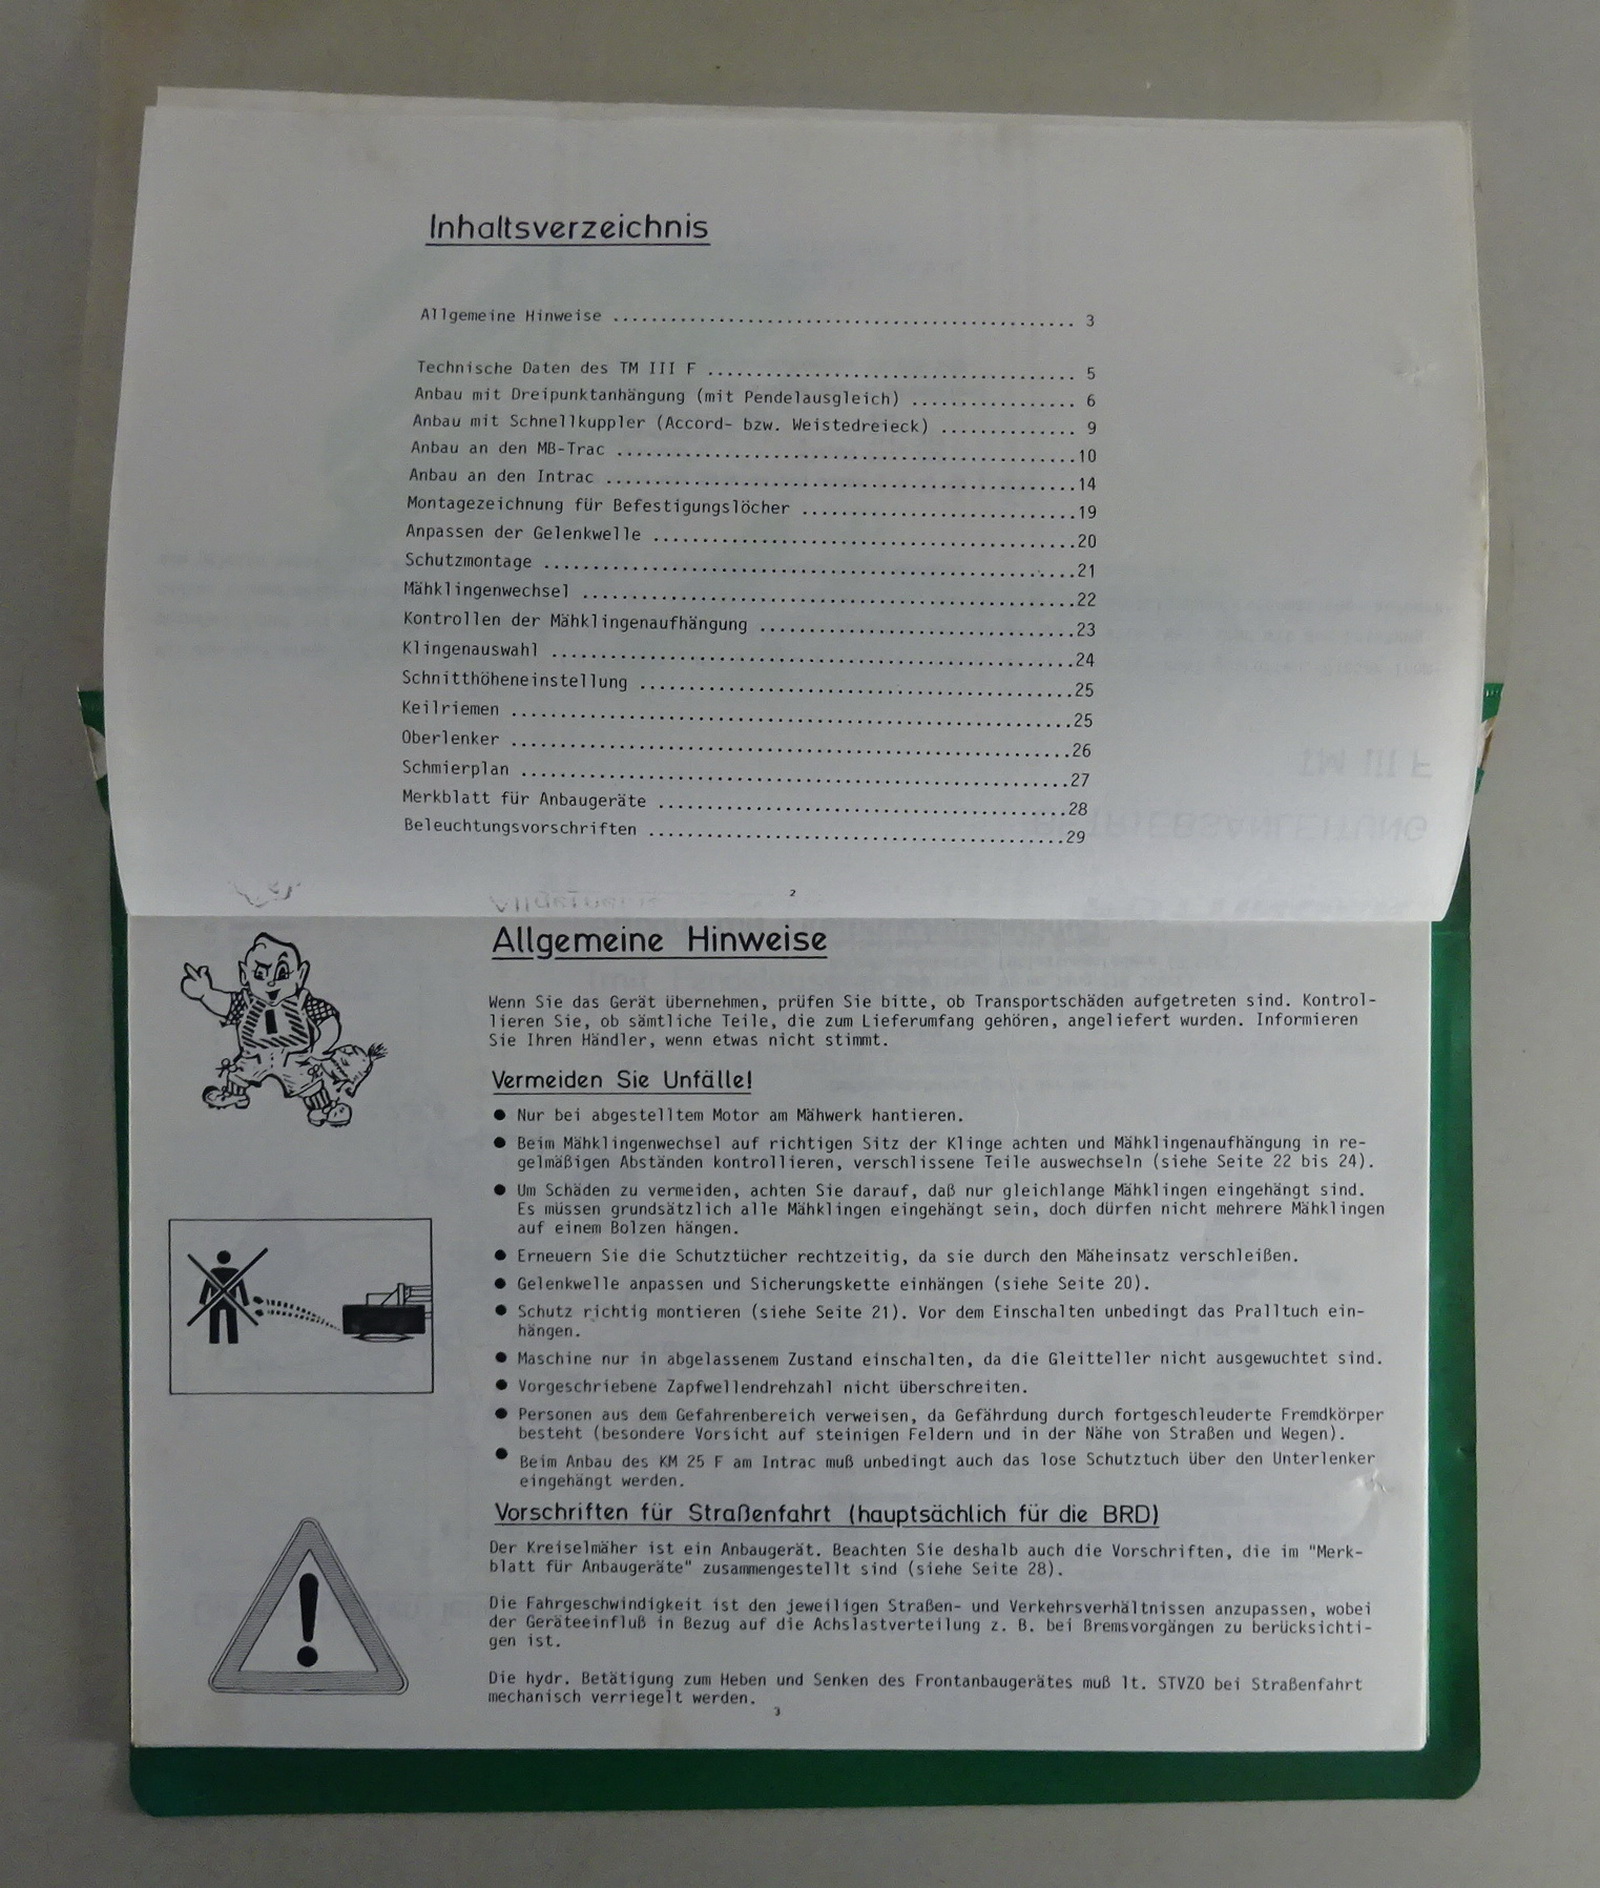 Inhaltsverzeichnis
Allgemeine Hinweise ................................................ 3
Technische Daten des TM III F ...................................... 5
Anbau mit Dreipunktanhängung (mit Pendelausgleich) ................. 6
Anbau mit Schnellkuppler (Accord- bzw. Weistedreieck) .............. 9
Anbau an den MB-Trac ................................................10
Anbau an den Intrac .................................................14
Montagezeichnung für Befestigungslöcher .............................19
Anpassen der Gelenkwelle ............................................20
Schutzmontage .......................................................21
Mähklingenwechsel ...................................................22
Kontrollen der Mähklingenaufhängung .................................23
Klingenauswahl ......................................................24
Schnitthöheneinstellung .............................................25
Keilriemen ..........................................................25
Oberlenker ..........................................................26
Schmierplan .........................................................27
Merkblatt für Anbaugeräte ...........................................28
Beleuchtungsvorschriften ............................................29
2
Allgemeine Hinweise
Wenn Sie das Gerät übernehmen, prüfen Sie bitte, ob Transportschäden aufgetreten sind. Kontrol-
lieren Sie, ob sämtliche Teile, die zum Lieferumfang gehören, angeliefert wurden. Informieren
Sie Ihren Händler, wenn etwas nicht stimmt.
Vermeiden Sie Unfälle!
● Nur bei abgestelltem Motor am Mähwerk hantieren.
● Beim Mähklingenwechsel auf richtigen Sitz der Klinge achten und Mähklingenaufhängung in re-
gelmäßigen Abständen kontrollieren, verschlissene Teile auswechseln (siehe Seite 22 bis 24).
● Um Schäden zu vermeiden, achten Sie darauf, daß nur gleichlange Mähklingen eingehängt sind.
Es müssen grundsätzlich alle Mähklingen eingehängt sein, doch dürfen nicht mehrere Mähklingen
auf einem Bolzen hängen.
● Erneuern Sie die Schutztücher rechtzeitig, da sie durch den Mäheinsatz verschleißen.
● Gelenkwelle anpassen und Sicherungskette einhängen (siehe Seite 20).
● Schutz richtig montieren (siehe Seite 21). Vor dem Einschalten unbedingt das Pralltuch ein-
hängen.
● Maschine nur in abgelassenem Zustand einschalten, da die Gleitteller nicht ausgewuchtet sind.
● Vorgeschriebene Zapfwellendrehzahl nicht überschreiten.
● Personen aus dem Gefahrenbereich verweisen, da Gefährdung durch fortgeschleuderte Fremdkörper
besteht (besondere Vorsicht auf steinigen Feldern und in der Nähe von Straßen und Wegen).
● Beim Anbau des KM 25 F am Intrac muß unbedingt auch das lose Schutztuch über den Unterlenker
eingehängt werden.
Vorschriften für Straßenfahrt (hauptsächlich für die BRD)
Der Kreiselmäher ist ein Anbaugerät. Beachten Sie deshalb auch die Vorschriften, die im "Merk-
blatt für Anbaugeräte" zusammengestellt sind (siehe Seite 28).
Die Fahrgeschwindigkeit ist den jeweiligen Straßen- und Verkehrsverhältnissen anzupassen, wobei
der Geräteeinfluß in Bezug auf die Achslastverteilung z. B. bei Bremsvorgängen zu berücksichti-
gen ist.
Die hydr. Betätigung zum Heben und Senken des Frontanbaugerätes muß lt. STVZO bei Straßenfahrt
mechanisch verriegelt werden.
3